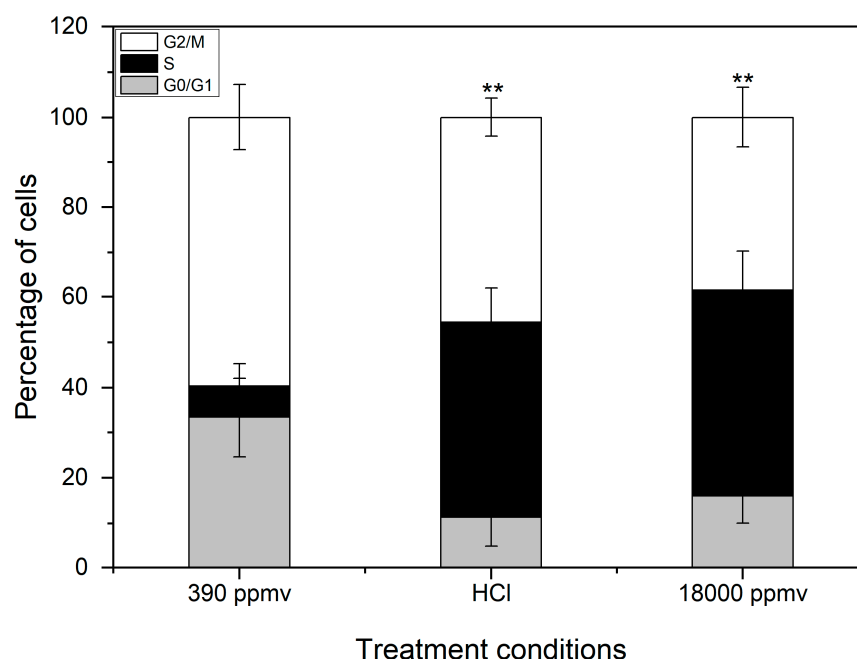 120
G2/M
S
G0/G1
**
**
100
80
60
40
20
0
Percentage of cells
390 ppmv
HCl
18000 ppmv
Treatment conditions